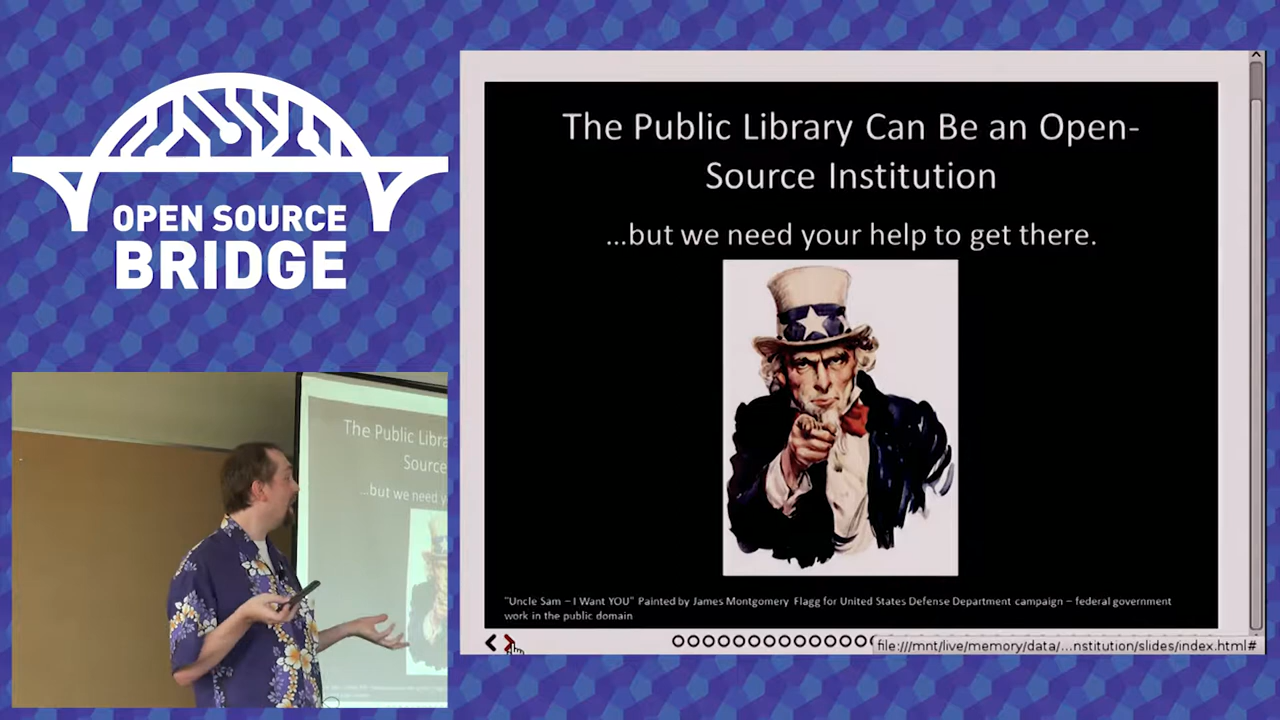 OPEN SOURCE
BRIDGE
The Public Library Can Be an Open-
Source Institution
...but we need your help to get there.
"Uncle Sam – I Want YOU" Painted by James Montgomery Flagg for United States Defense Department campaign – federal government
work in the public domain
file:///mnt/live/memory/data/...nstitution/slides/index.html#
The Public Libra
Source
...but we need y